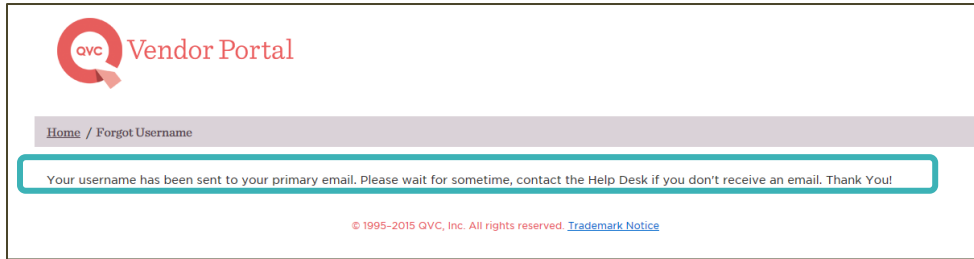 QVC Vendor Portal
Home / Forgot Username
Your username has been sent to your primary email. Please wait for sometime, contact the Help Desk if you don't receive an email. Thank You!
© 1995-2015 QVC, Inc. All rights reserved. Trademark Notice